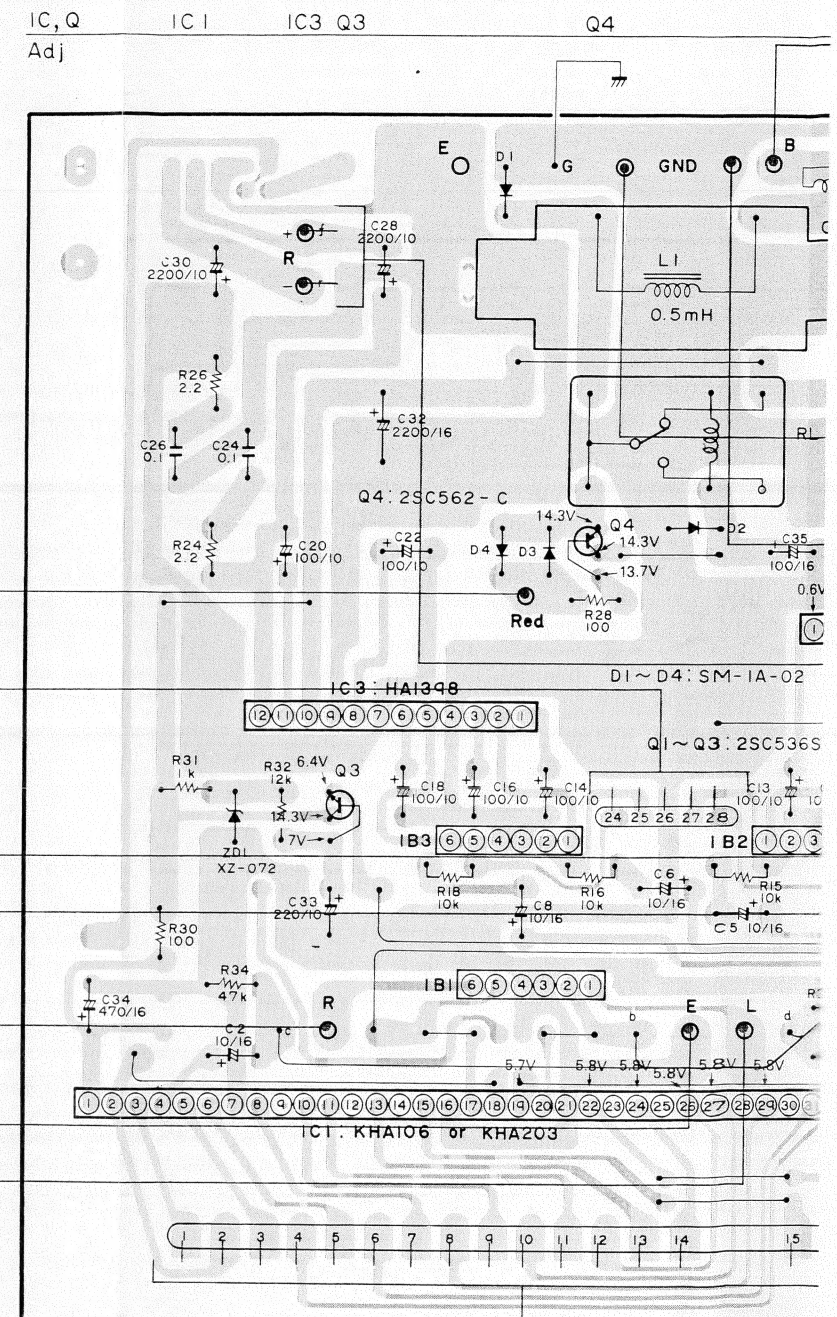 IC, Q IC1 IC3 Q3 Q4
Adj
E D1 G GND B
+ f C28
2200/10
C30
2200/10 +
R
- r +
L1
0.5mH
R26
2.2
+ C32
2200/16
C26
0.1
C24
0.1
RL
Q4: 2SC562-C
14.3V Q4
D2
14.3V
13.7V
R24
2.2
C20
+ 100/10
+ C22
100/10
D4 D3
+ C35
100/16
0.6V
Red
R28
100
1
D1~D4: SM-1A-02
IC3: HA1398
12 11 10 9 8 7 6 5 4 3 2 1
Q1~Q3: 2SC536S
R31
1k
R32
12k
6.4V Q3
14.3V
7V
+ C18
100/10
+ C16
100/10
+ C14
100/10
C13 +
100/10
24 25 26 27 28
ZD1
XZ-072
IB3 6 5 4 3 2 1
IB2 1 2 3
R18
10k
R16
10k
C6 +
10/16
R15
10k
C33 +
220/10
-
C8
10/16
+
C5 10/16 +
R30
100
R34
47k
IB1 6 5 4 3 2 1
C34
+ 470/16
C2
10/16
+
c R b E L d
5.7V 5.8V 5.8V 5.8V 5.8V 5.8V
1 2 3 4 5 6 7 8 9 10 11 12 13 14 15 16 17 18 19 20 21 22 23 24 25 26 27 28 29 30 31
IC1: KHA106 or KHA203
1 2 3 4 5 6 7 8 9 10 11 12 13 14 15